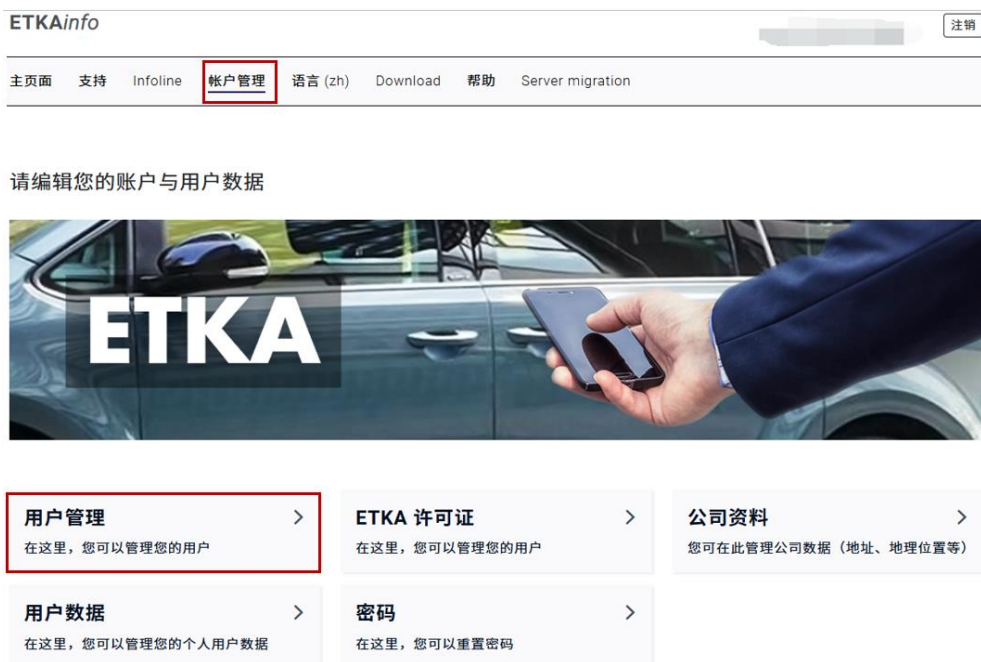 ETKAinfo
注销
主页面 支持 Infoline 帐户管理 语言 (zh) Download 帮助 Server migration
请编辑您的账户与用户数据
ETKA
用户管理 ETKA 许可证 公司资料
在这里，您可以管理您的用户 在这里，您可以管理您的用户 您可在此管理公司数据（地址、地理位置等）
用户数据 密码
在这里，您可以管理您的个人用户数据 在这里，您可以重置密码